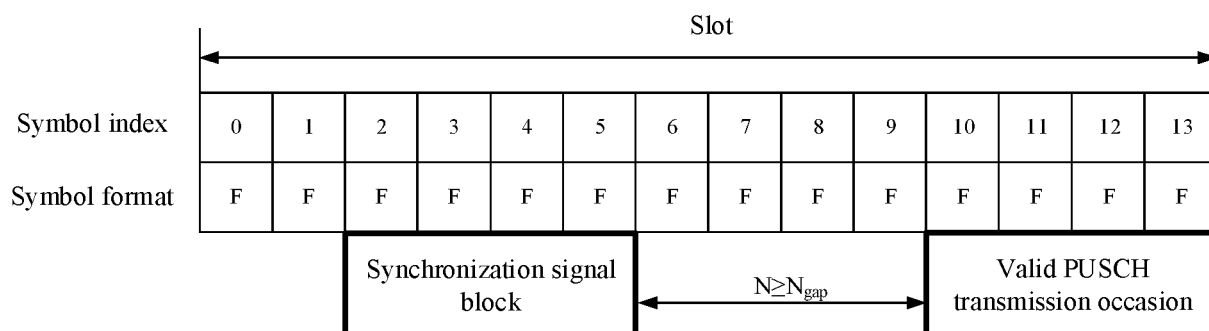 Slot
Symbol index 0 1 2 3 4 5 6 7 8 9 10 11 12 13
Symbol format F F F F F F F F F F F F F F
Synchronization signal
block
N≥Ngap
Valid PUSCH
transmission occasion